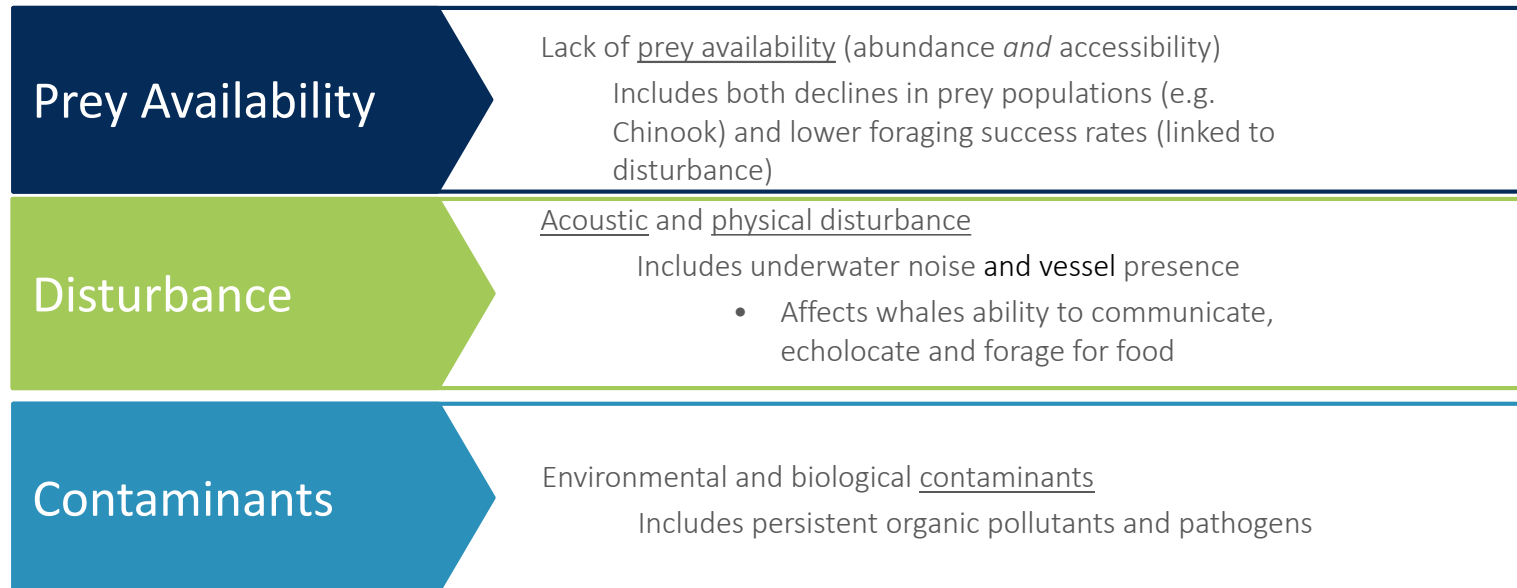 Prey Availability
Lack of prey availability (abundance and accessibility)
Includes both declines in prey populations (e.g.
Chinook) and lower foraging success rates (linked to
disturbance)
Disturbance
Acoustic and physical disturbance
Includes underwater noise and vessel presence
• Affects whales ability to communicate,
echolocate and forage for food
Contaminants
Environmental and biological contaminants
Includes persistent organic pollutants and pathogens